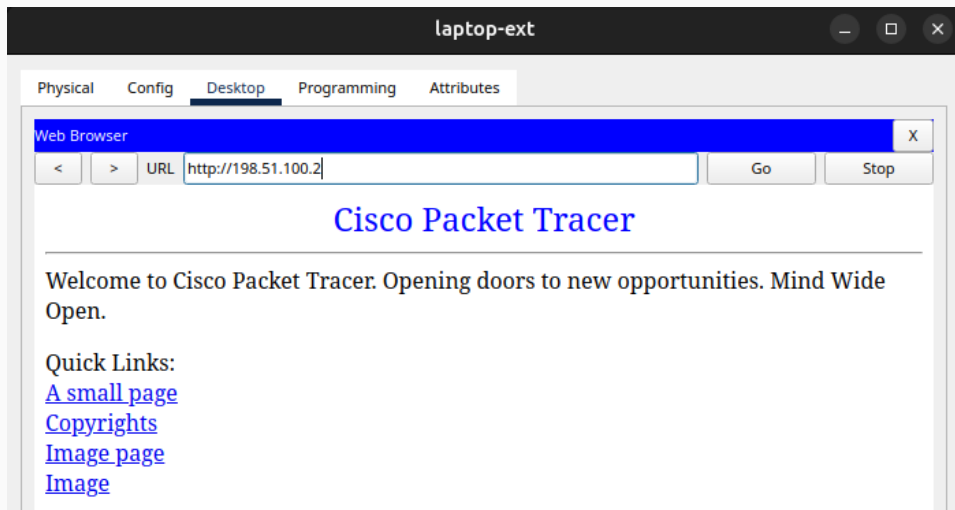 laptop-ext
Physical Config Desktop Programming Attributes
Web Browser X
< > URL http://198.51.100.2 Go Stop
Cisco Packet Tracer
Welcome to Cisco Packet Tracer. Opening doors to new opportunities. Mind Wide
Open.
Quick Links:
A small page
Copyrights
Image page
Image